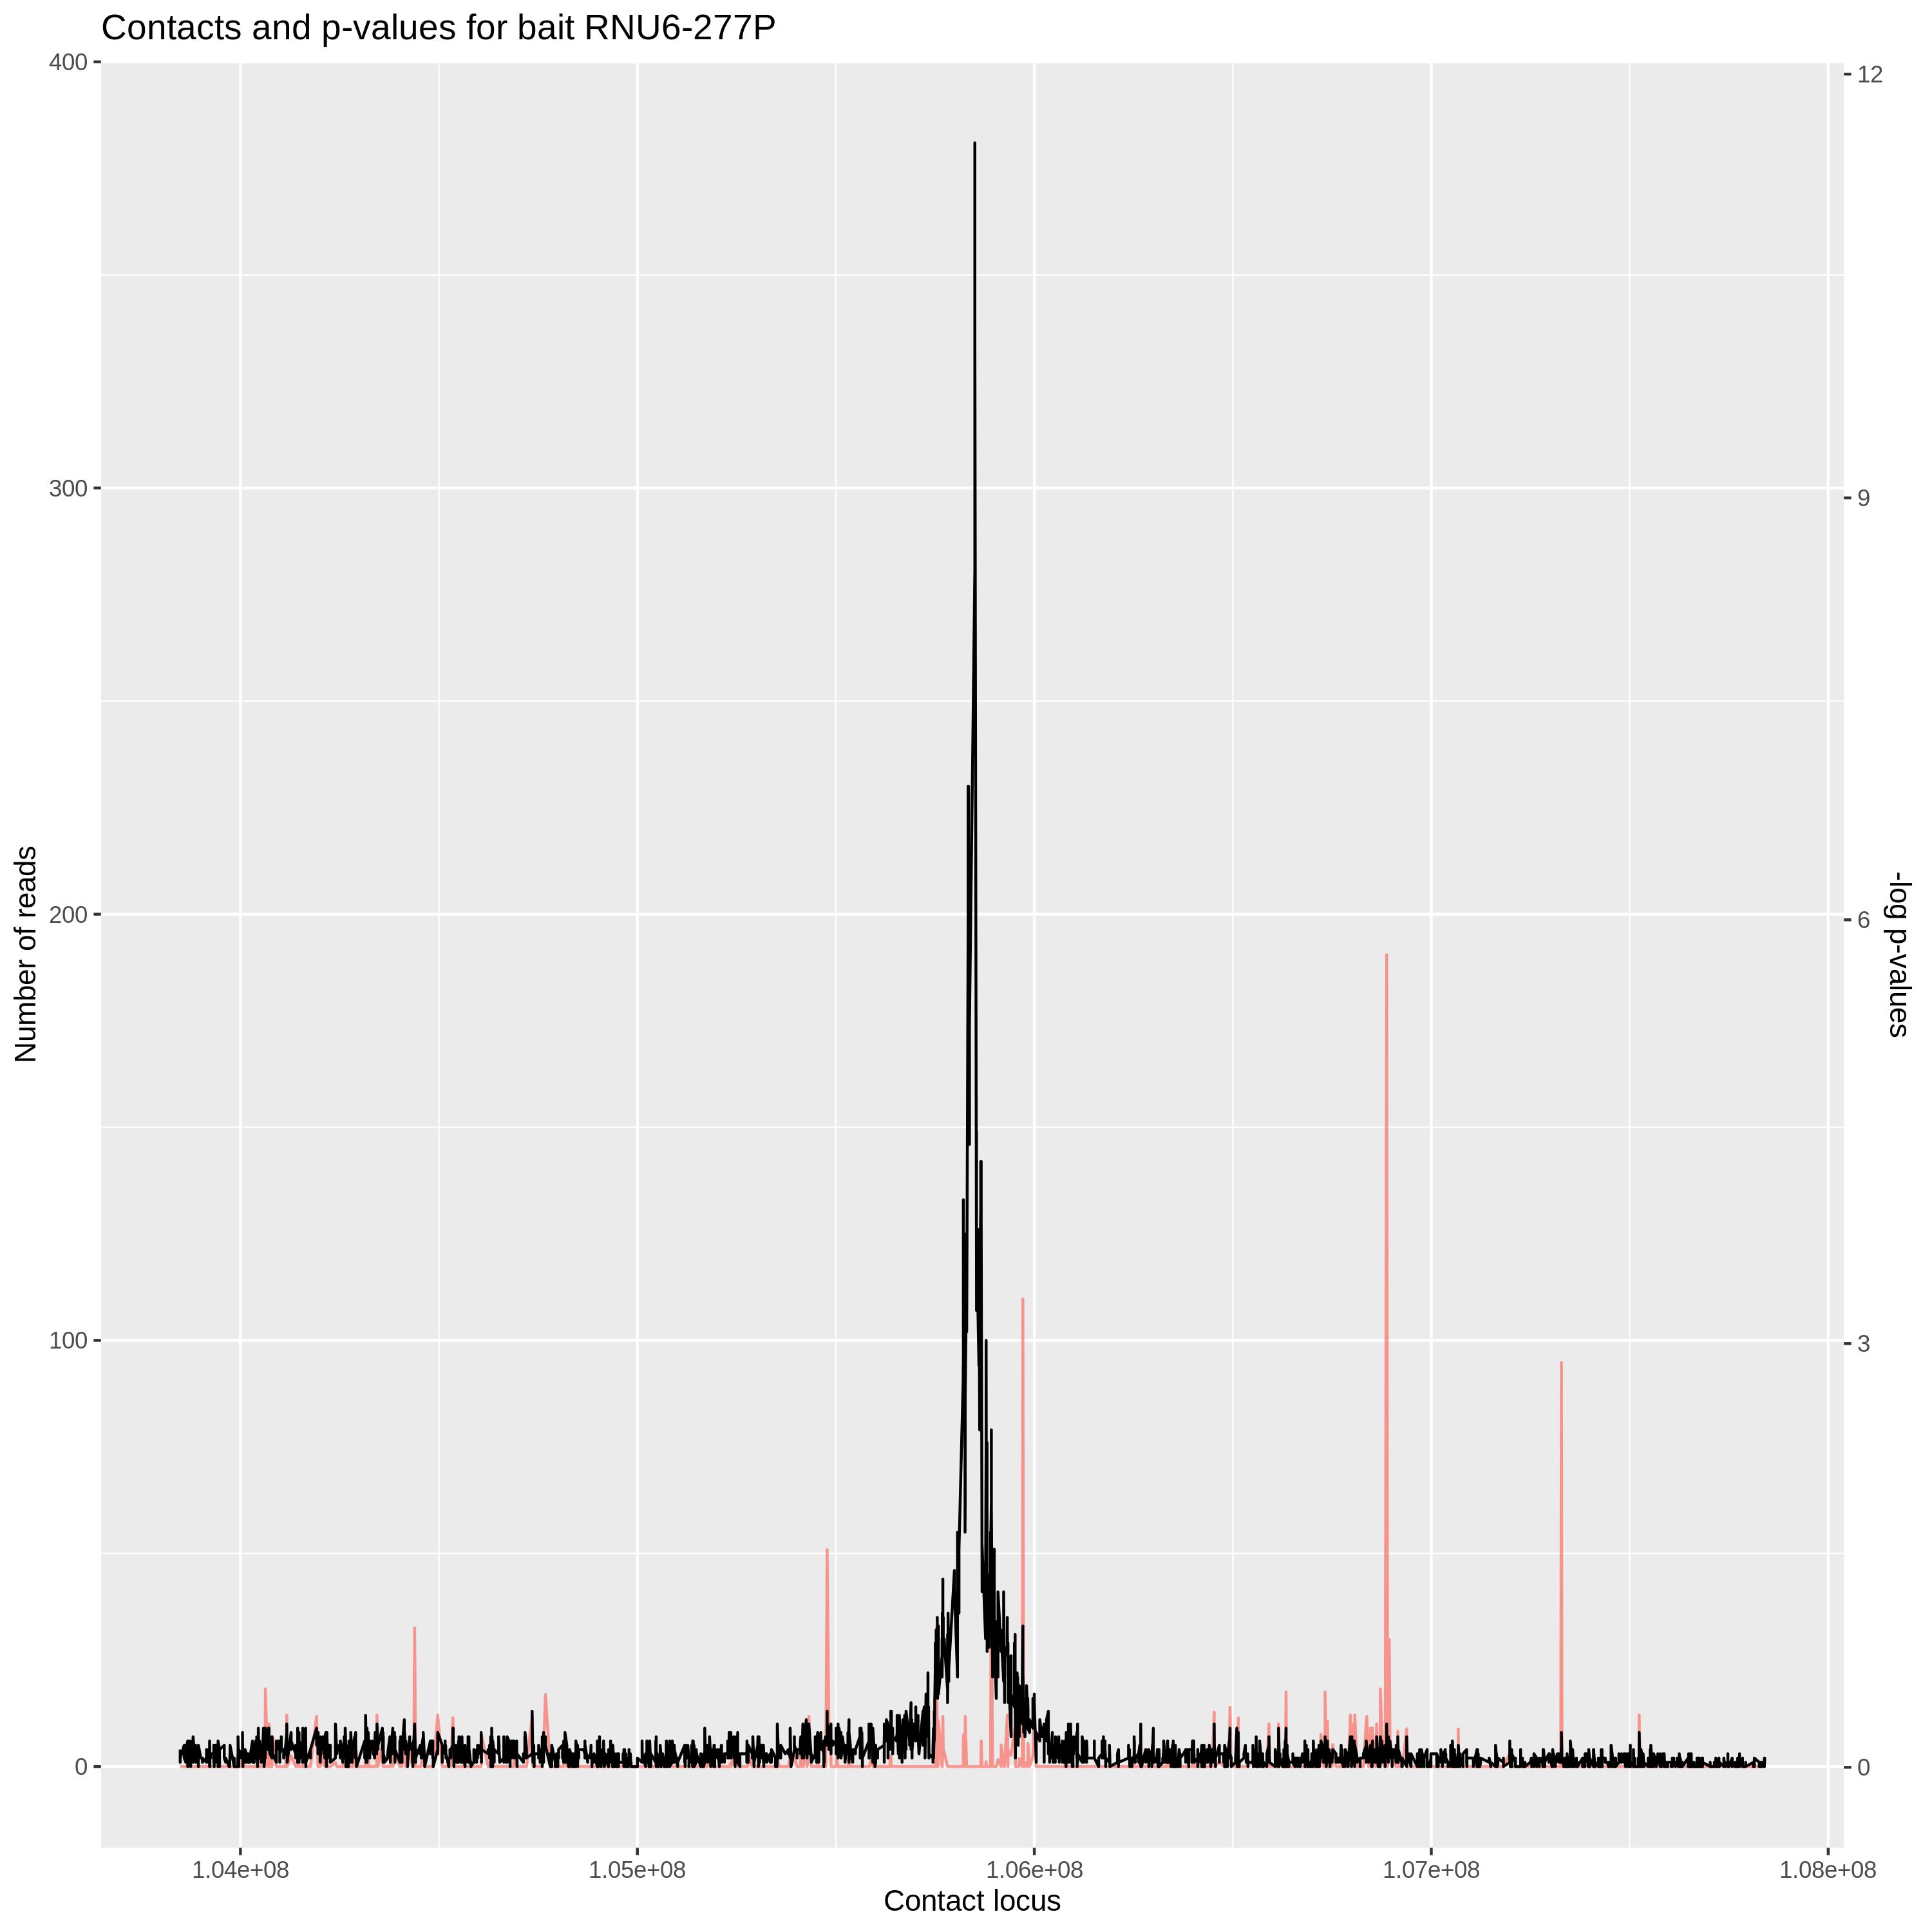 Contacts and p-values for bait RNU6-277P
400
300
200
100
0
12
9
6
3
0
Number of reads
-log p-values
1.04e+08
1.05e+08
1.06e+08
1.07e+08
1.08e+08
Contact locus